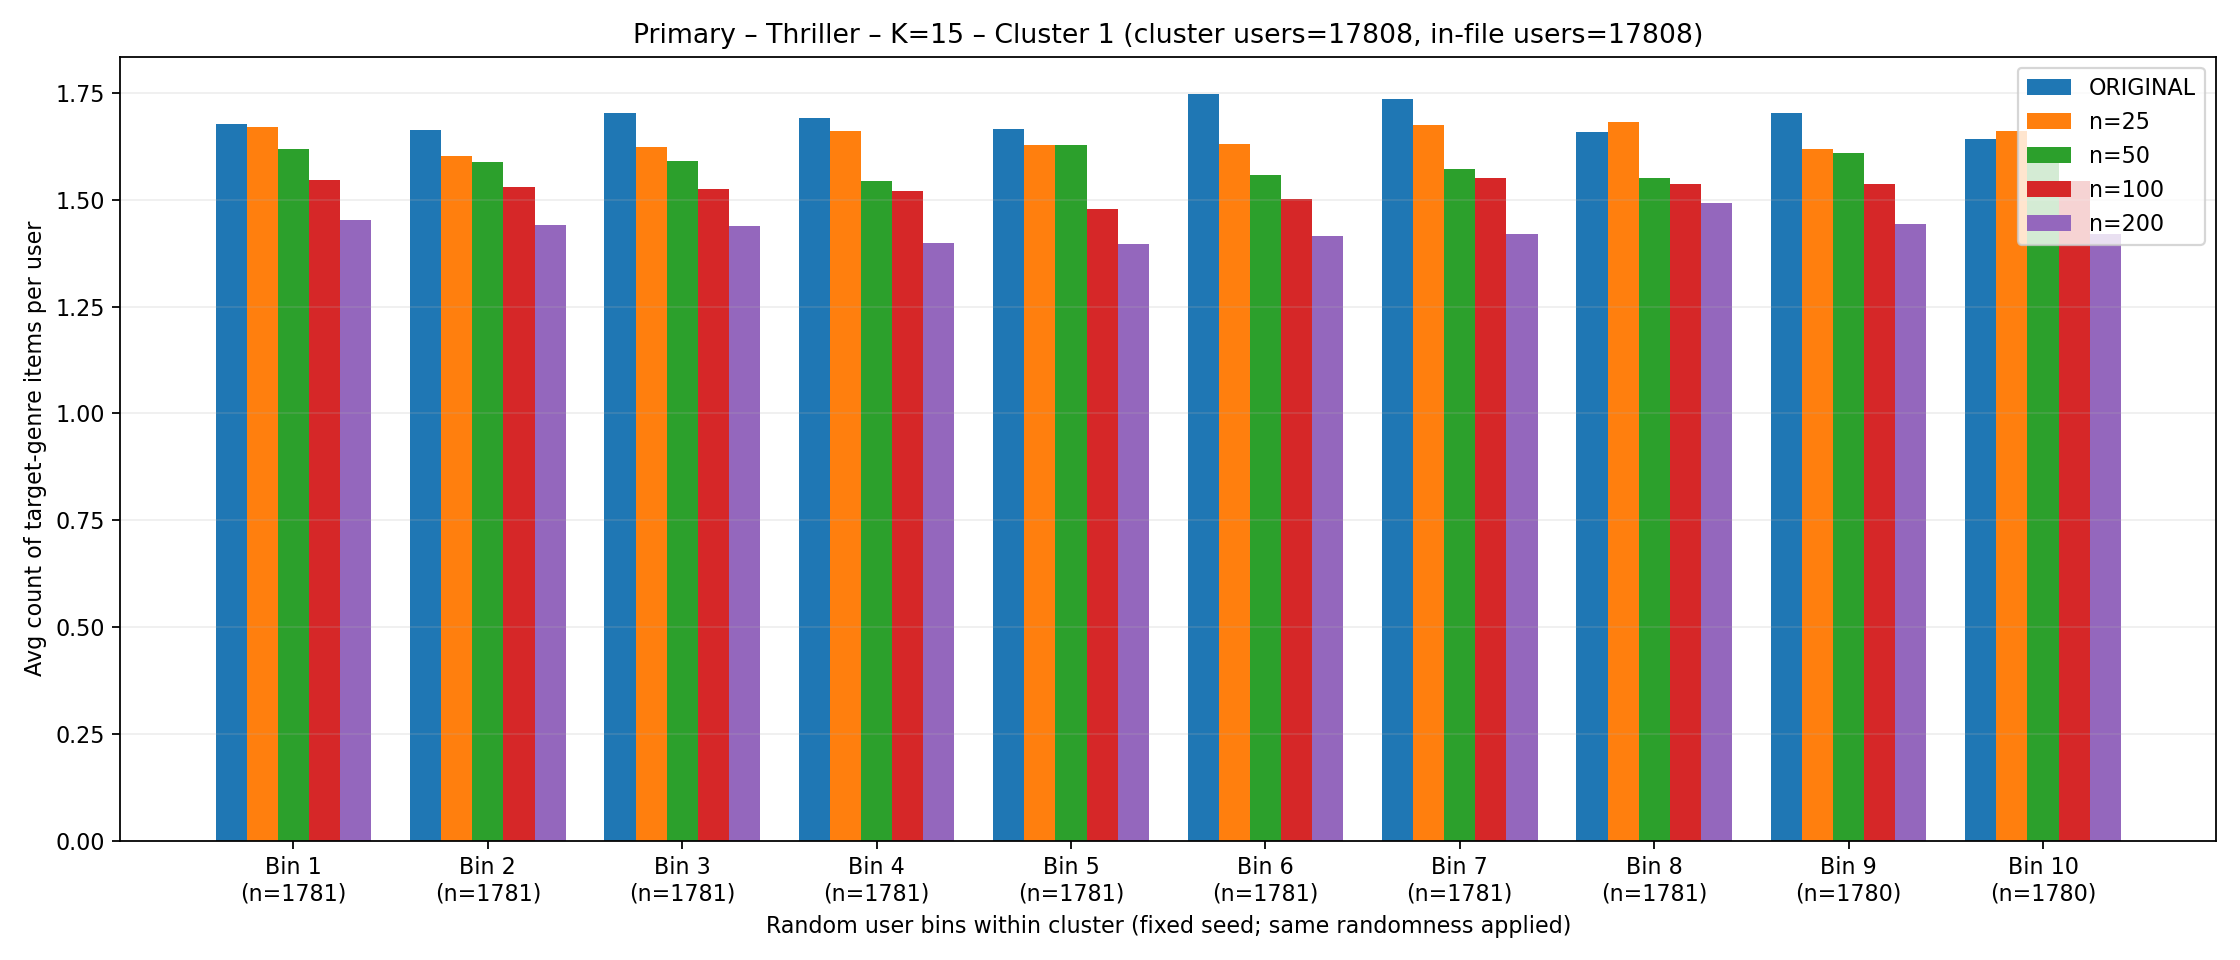 Primary – Thriller – K=15 – Cluster 1 (cluster users=17808, in-file users=17808)
Avg count of target-genre items per user
1.75
1.50
1.25
1.00
0.75
0.50
0.25
0.00
ORIGINAL
n=25
n=50
n=100
n=200
Bin 1
(n=1781)
Bin 2
(n=1781)
Bin 3
(n=1781)
Bin 4
(n=1781)
Bin 5
(n=1781)
Bin 6
(n=1781)
Bin 7
(n=1781)
Bin 8
(n=1781)
Bin 9
(n=1780)
Bin 10
(n=1780)
Random user bins within cluster (fixed seed; same randomness applied)